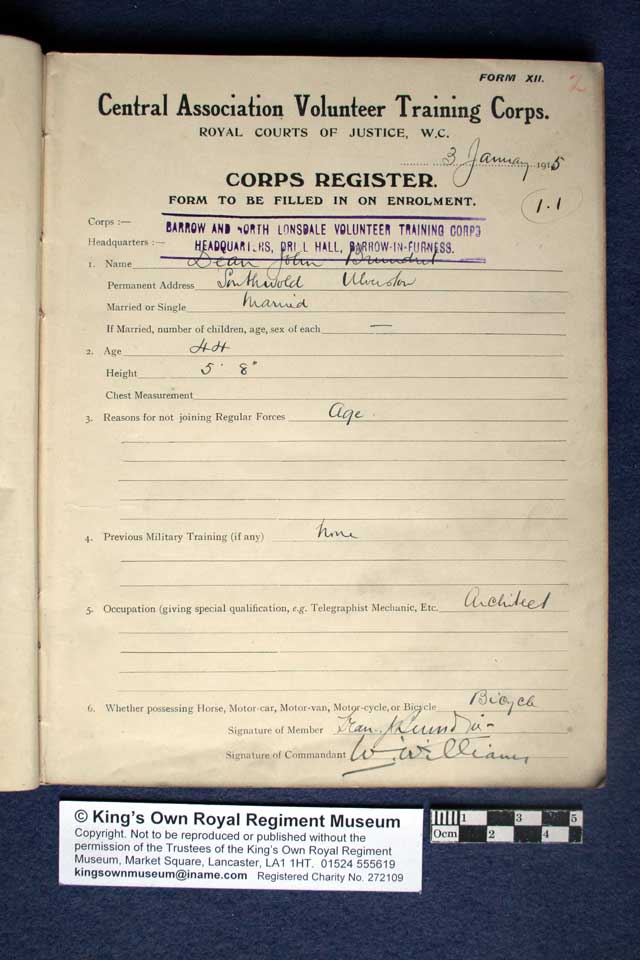 FORM XII.
2
Central Association Volunteer Training Corps.
ROYAL COURTS OF JUSTICE, W.C.
3 January 1915
CORPS REGISTER.
FORM TO BE FILLED IN ON ENROLMENT.
1.1
Corps :—
BARROW AND NORTH LONSDALE VOLUNTEER TRAINING CORPS
Headquarters :—
HEADQUARTERS, DRILL HALL, BARROW-IN-FURNESS.
1. Name Dean John
Permanent Address Southwold Ulverston
Married or Single Married
If Married, number of children, age, sex of each —
2. Age 44
Height 5' 8"
Chest Measurement
3. Reasons for not joining Regular Forces Age.
4. Previous Military Training (if any) None
5. Occupation (giving special qualification, e.g. Telegraphist Mechanic, Etc. Architect
6. Whether possessing Horse, Motor-car, Motor-van, Motor-cycle, or Bicycle Bicycle
Signature of Member
Signature of Commandant W. Williams
© King's Own Royal Regiment Museum
Copyright. Not to be reproduced or published without the
permission of the Trustees of the King's Own Royal Regiment
Museum, Market Square, Lancaster, LA1 1HT. 01524 555619
kingsownmuseum@iname.com Registered Charity No. 272109
1 3 5
0cm 2 4